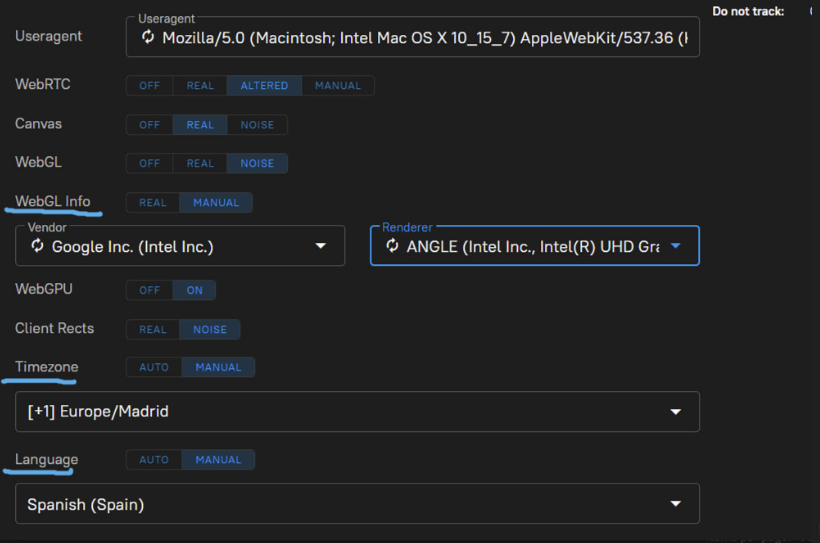 Do not track:
Useragent
Useragent
Mozilla/5.0 (Macintosh; Intel Mac OS X 10_15_7) AppleWebKit/537.36 (
WebRTC OFF REAL ALTERED MANUAL
Canvas OFF REAL NOISE
WebGL OFF REAL NOISE
WebGL Info REAL MANUAL
Vendor Renderer
Google Inc. (Intel Inc.) ANGLE (Intel Inc., Intel(R) UHD Gra
WebGPU OFF ON
Client Rects REAL NOISE
Timezone AUTO MANUAL
[+1] Europe/Madrid
Language AUTO MANUAL
Spanish (Spain)